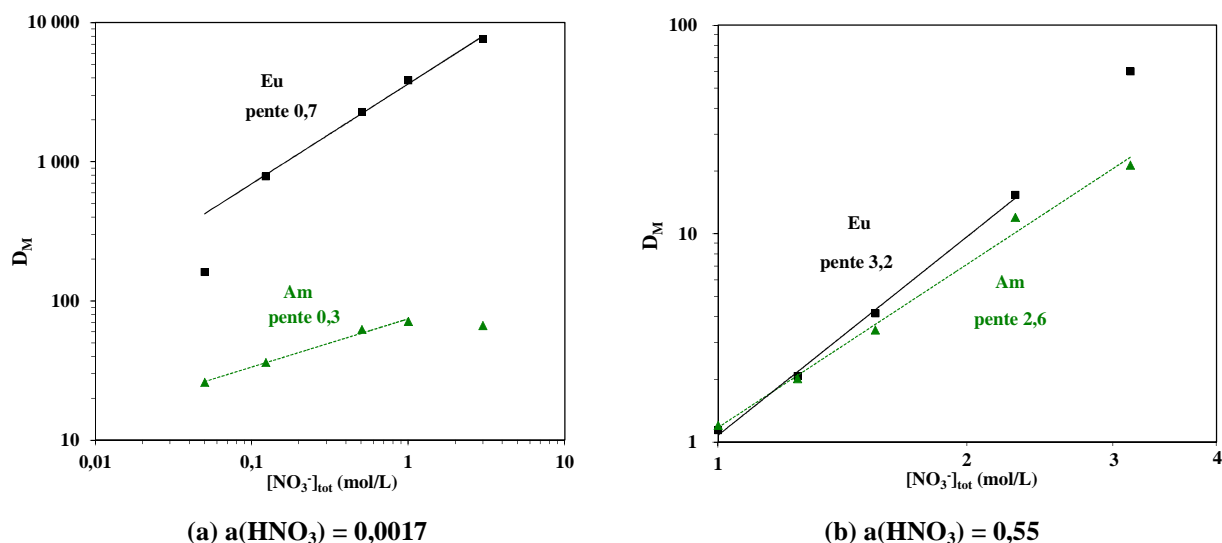 10 000
1 000
100
10
D_M
Eu
pente 0,7
Am
pente 0,3
0,01
0,1
1
10
[NO₃⁻]tot (mol/L)
(a) a(HNO₃) = 0,0017
100
10
1
D_M
Eu
pente 3,2
Am
pente 2,6
1
2
3
4
[NO₃⁻]tot (mol/L)
(b) a(HNO₃) = 0,55